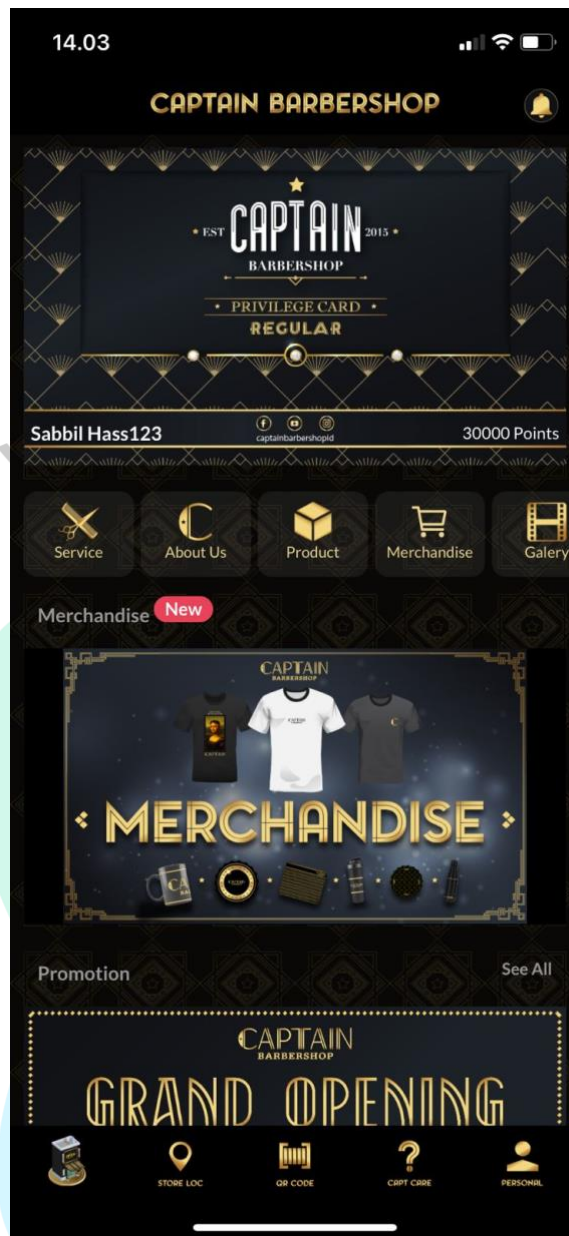 14.03
CAPTAIN BARBERSHOP
EST CAPTAIN 2015
BARBERSHOP
PRIVILEGE CARD
REGULAR
Sabbil Hass123
captainbarbershopid
30000 Points
Service
About Us
Product
Merchandise
Galery
Merchandise New
CAPTAIN
BARBERSHOP
MERCHANDISE
Promotion See All
CAPTAIN
BARBERSHOP
GRAND OPENING
STORE LOC
QR CODE
CAPT CARE
PERSONAL